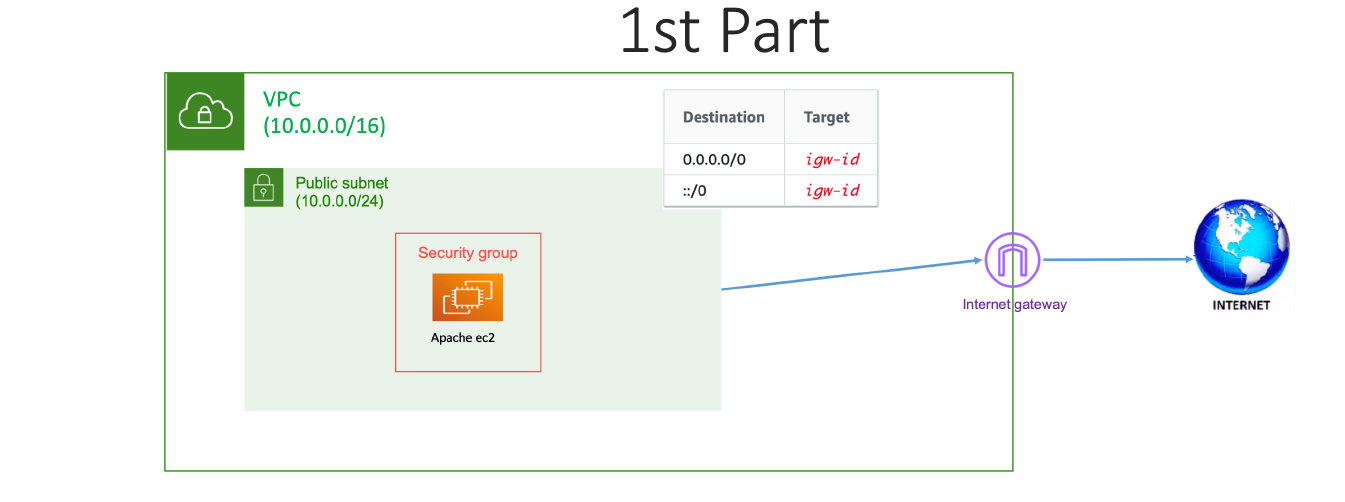 1st Part
VPC
(10.0.0.0/16)
Destination Target
0.0.0.0/0 igw-id
::/0 igw-id
Public subnet
(10.0.0.0/24)
Security group
Apache ec2
Internet gateway
INTERNET